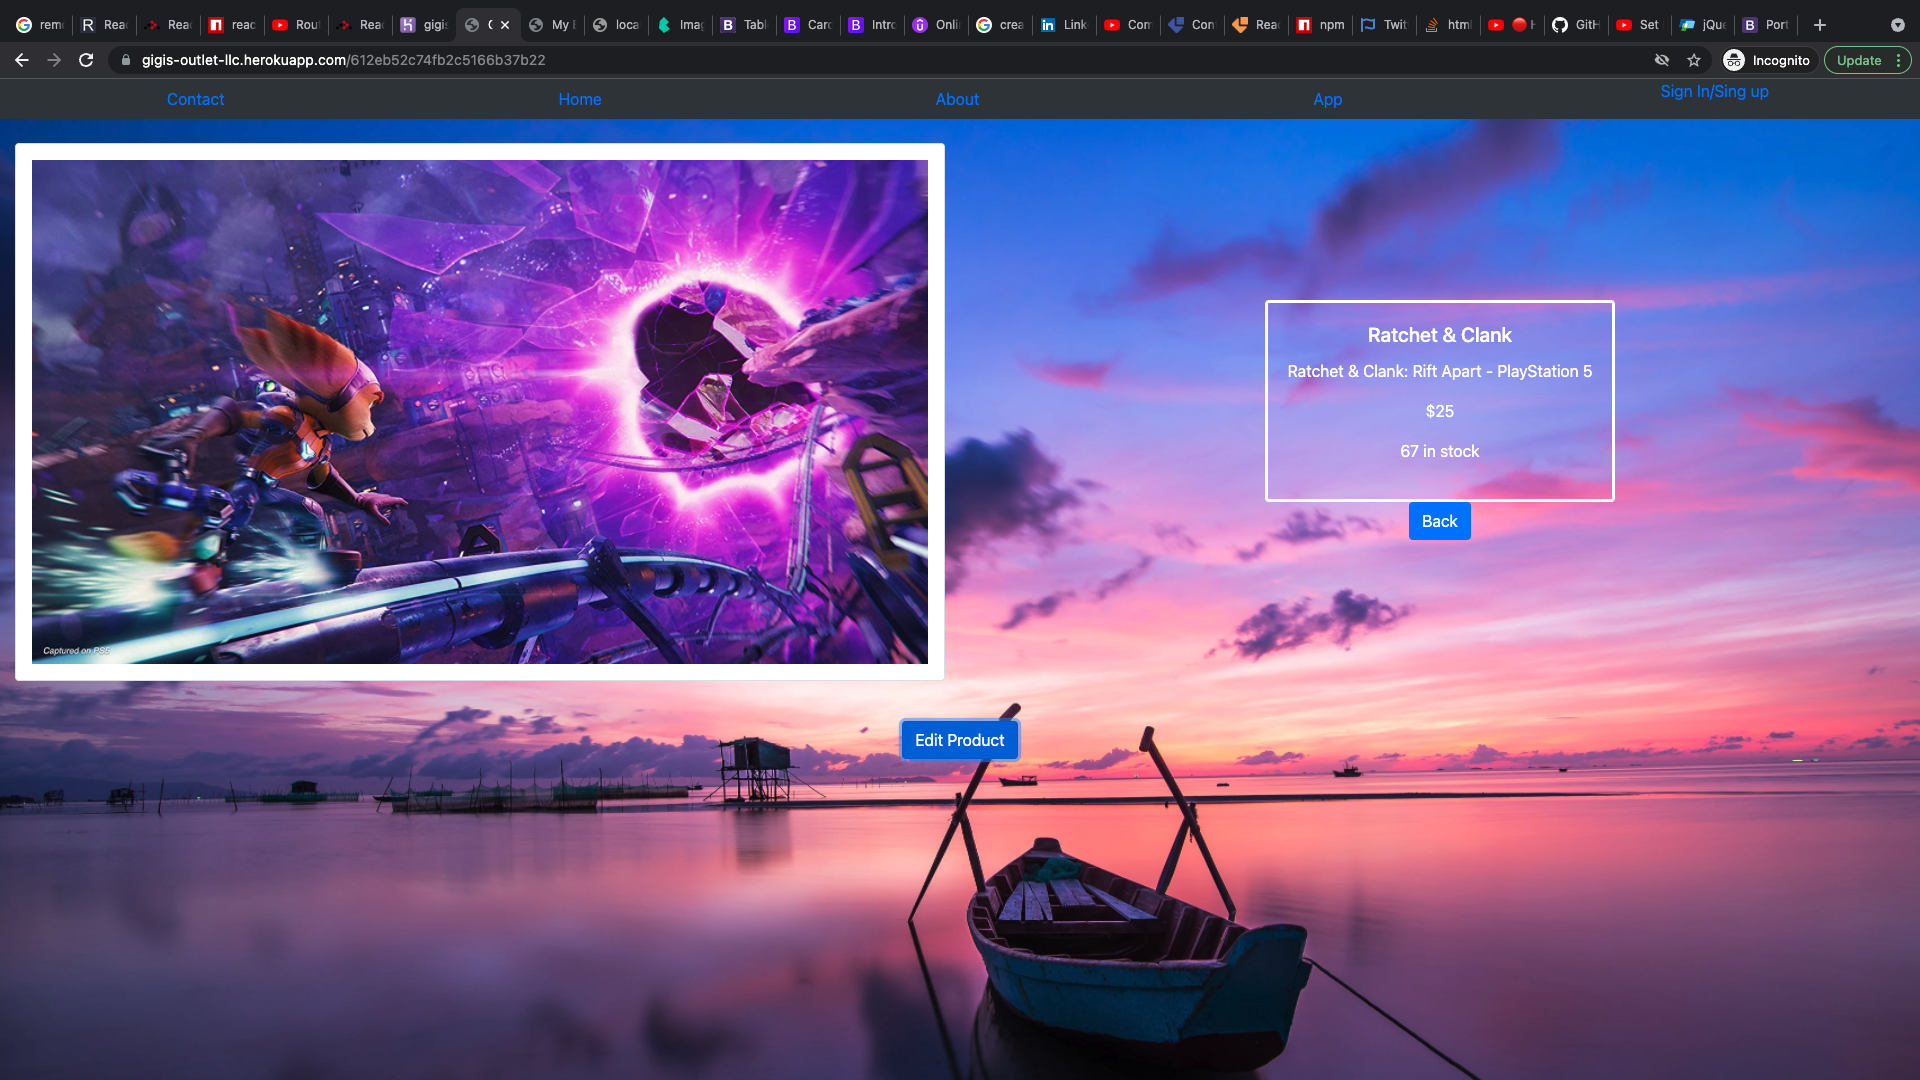 rem Rea Rea reac Rout Rea gigis My loca Imag Tabl Card Intro Onli crea Link Con Rea npm Twit html GitH Set jQue Port
gigis-outlet-llc.herokuapp.com/612eb52c74fb2c5166b37b22 Incognito Update
Contact Home About App Sign In/Sing up
Ratchet & Clank
Ratchet & Clank: Rift Apart - PlayStation 5
$25
67 in stock
Back
Captured on PS5
Edit Product